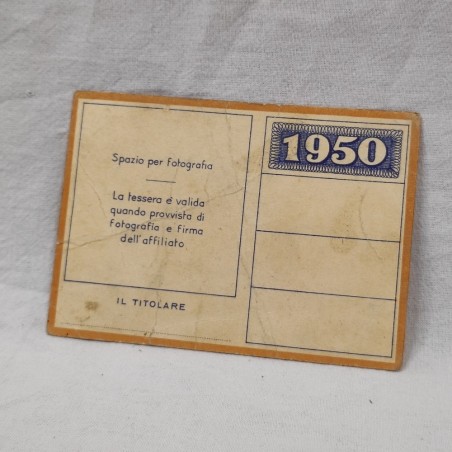 Spazio per fotografia
La tessera é valida
quando provvista di
fotografia e firma
dell'affiliato
IL TITOLARE
1950